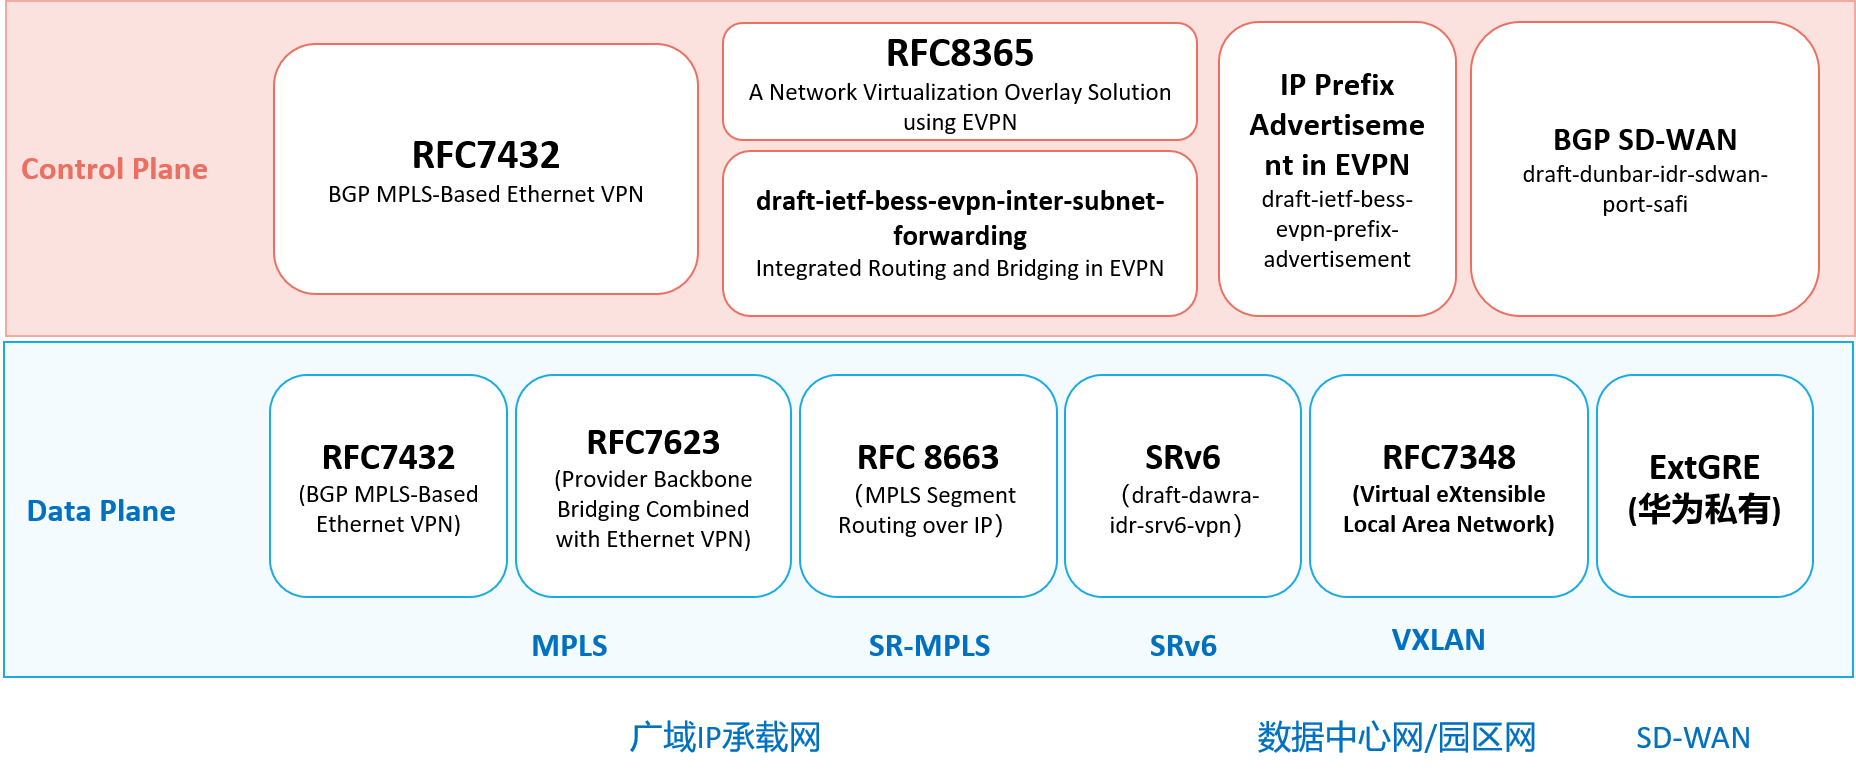 Control Plane
RFC7432
BGP MPLS-Based Ethernet VPN
RFC8365
A Network Virtualization Overlay Solution
using EVPN
draft-ietf-bess-evpn-inter-subnet-
forwarding
Integrated Routing and Bridging in EVPN
IP Prefix
Advertiseme
nt in EVPN
draft-ietf-bess-
evpn-prefix-
advertisement
BGP SD-WAN
draft-dunbar-idr-sdwan-
port-safi
Data Plane
RFC7432
(BGP MPLS-Based
Ethernet VPN)
RFC7623
(Provider Backbone
Bridging Combined
with Ethernet VPN)
RFC 8663
（MPLS Segment
Routing over IP）
SRv6
（draft-dawra-
idr-srv6-vpn）
RFC7348
(Virtual eXtensible
Local Area Network)
ExtGRE
(华为私有)
MPLS
SR-MPLS
SRv6
VXLAN
广域IP承载网
数据中心网/园区网
SD-WAN